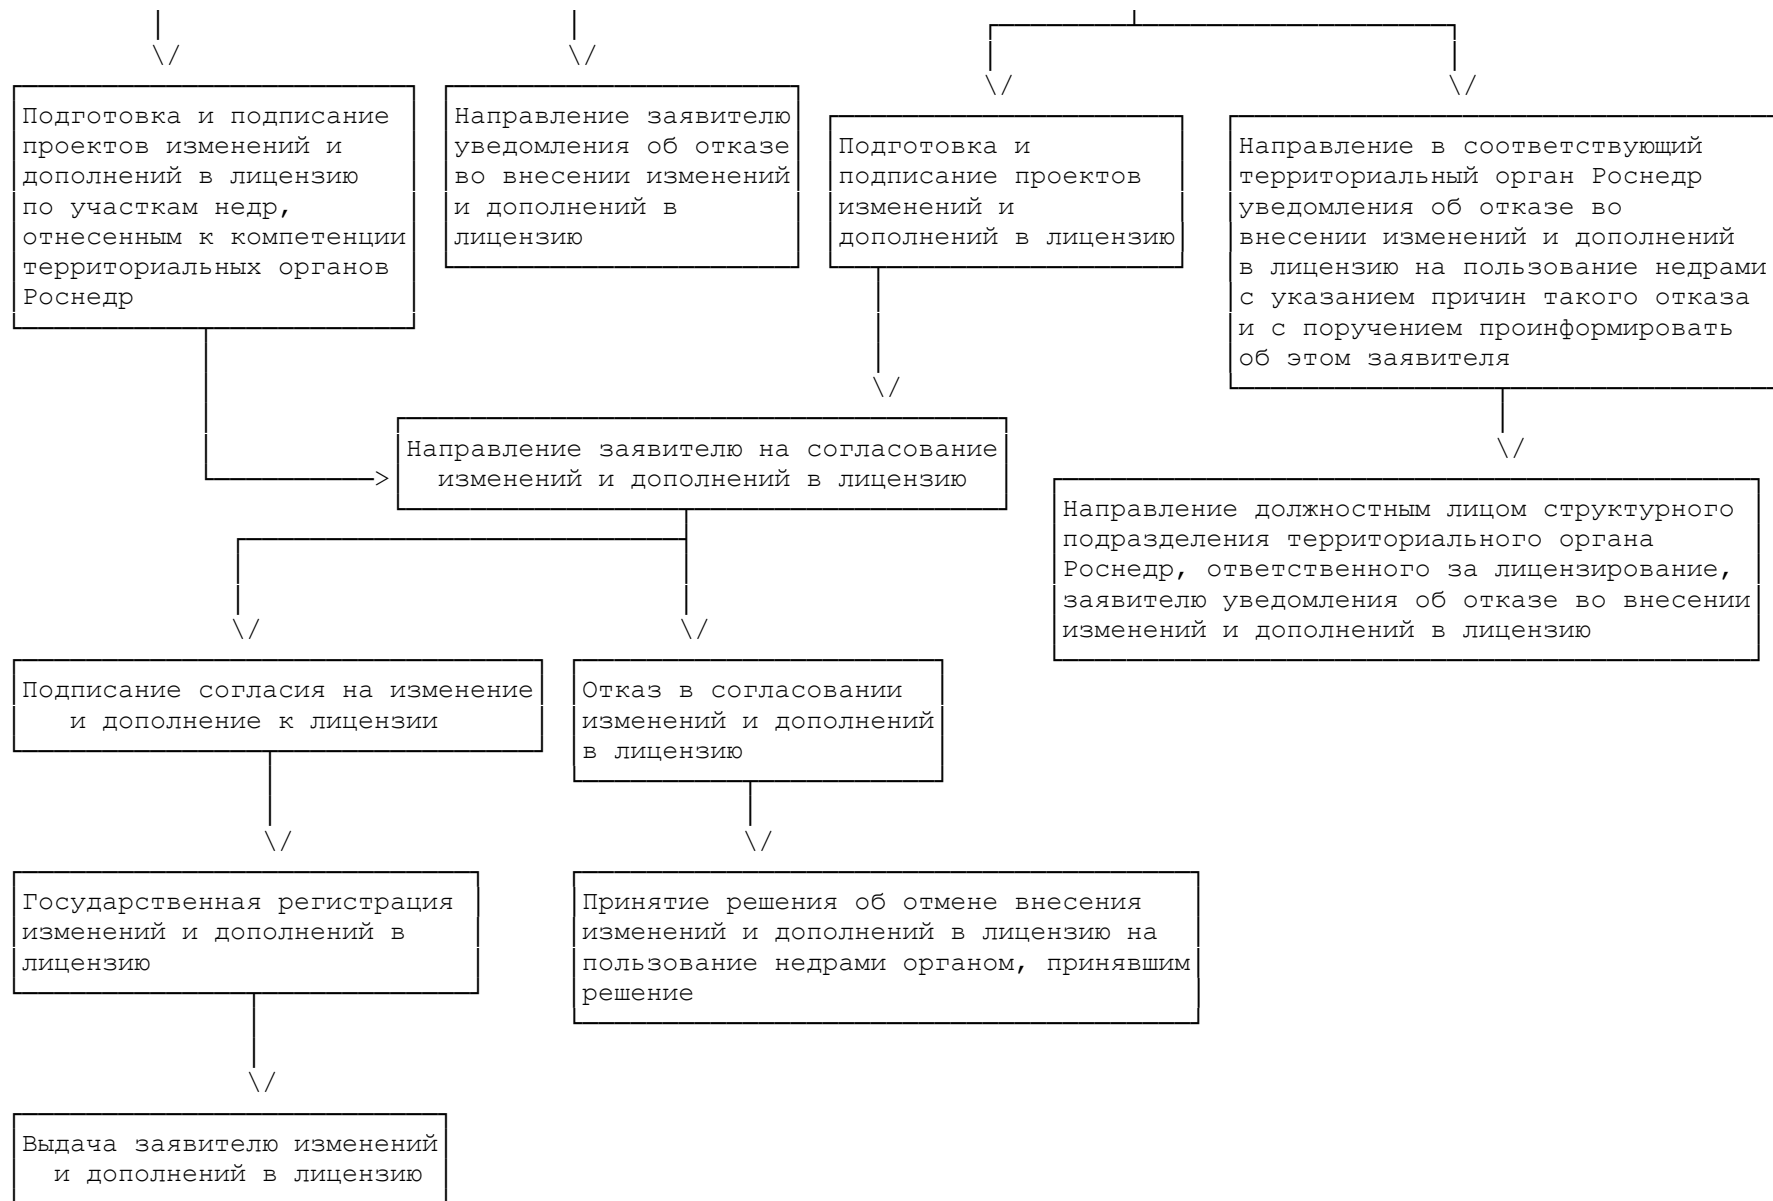 Подготовка и подписание
проектов изменений и
дополнений в лицензию
по участкам недр,
отнесенным к компетенции
территориальных органов
Роснедр
Направление заявителю
уведомления об отказе
во внесении изменений
и дополнений в
лицензию
Подготовка и
подписание проектов
изменений и
дополнений в лицензию
Направление в соответствующий
территориальный орган Роснедр
уведомления об отказе во
внесении изменений и дополнений
в лицензию на пользование недрами
с указанием причин такого отказа
и с поручением проинформировать
об этом заявителя
Направление заявителю на согласование
изменений и дополнений в лицензию
Направление должностным лицом структурного
подразделения территориального органа
Роснедр, ответственного за лицензирование,
заявителю уведомления об отказе во внесении
изменений и дополнений в лицензию
Подписание согласия на изменение
и дополнение к лицензии
Отказ в согласовании
изменений и дополнений
в лицензию
Государственная регистрация
изменений и дополнений в
лицензию
Принятие решения об отмене внесения
изменений и дополнений в лицензию на
пользование недрами органом, принявшим
решение
Выдача заявителю изменений
и дополнений в лицензию